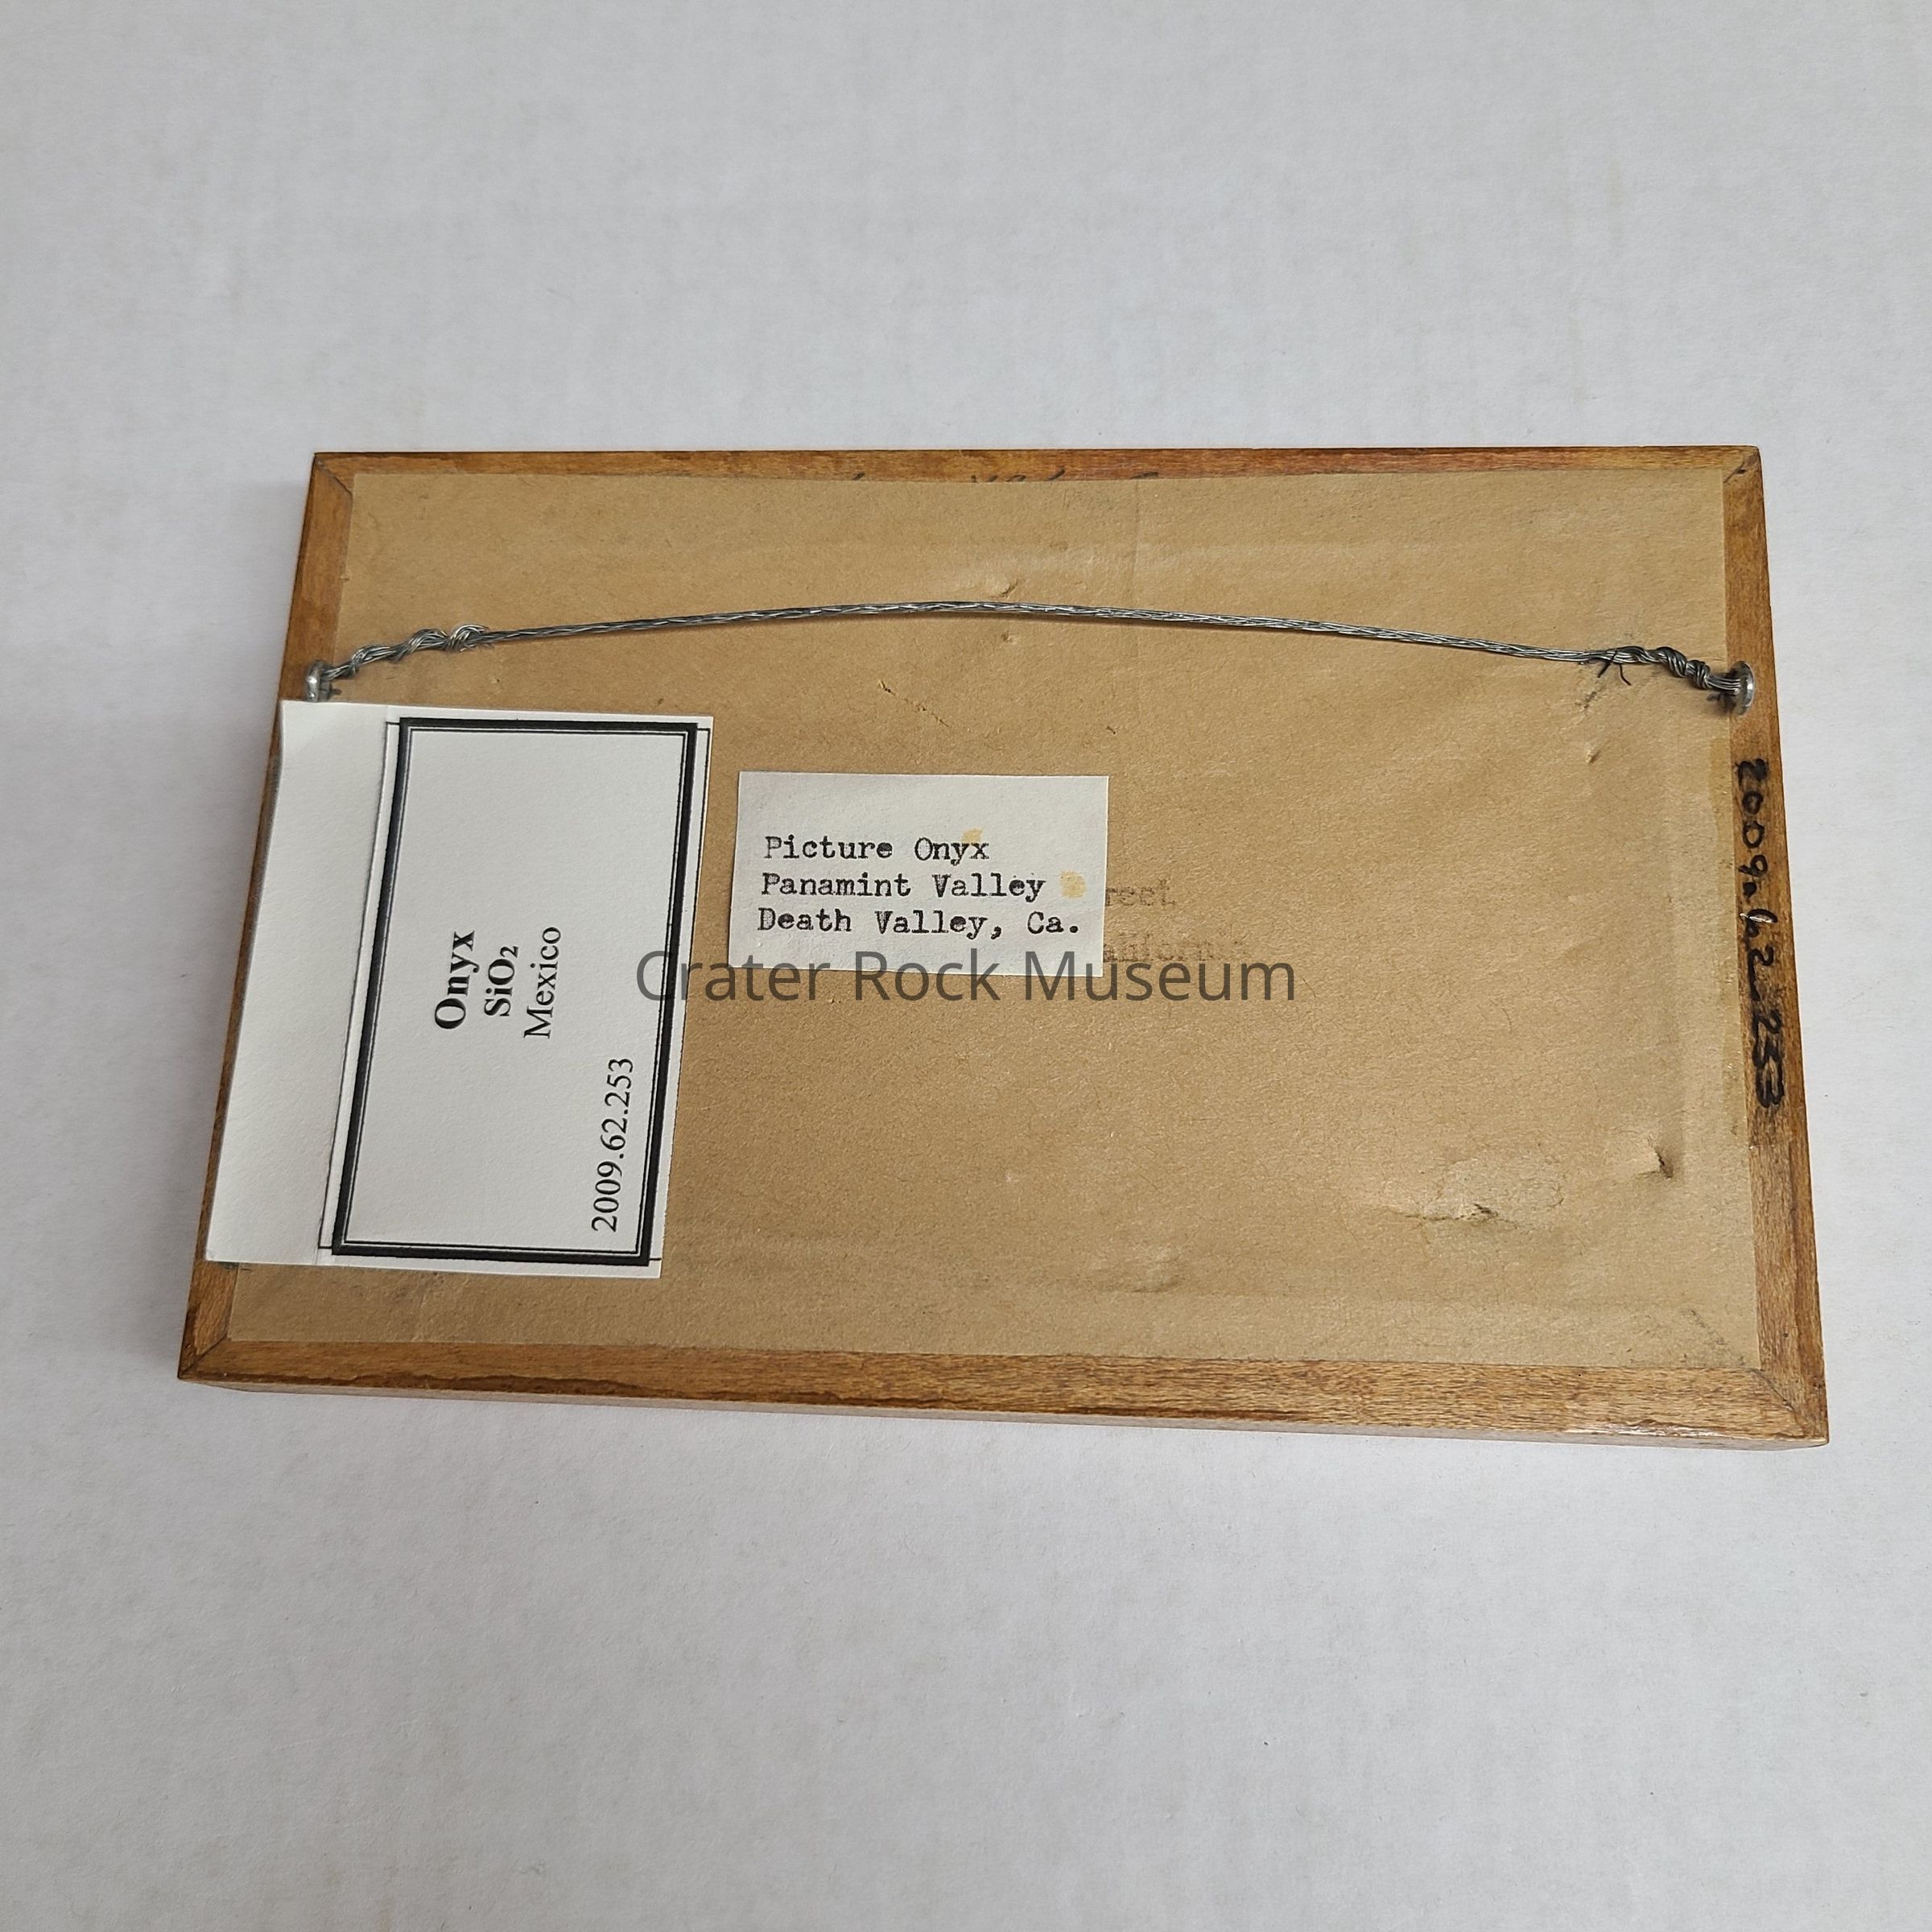 Onyx
SiO₂
Mexico
2009.62.253
Picture Onyx
Panamint Valley
Death Valley, Ca.
Crater Rock Museum
2009.62.253